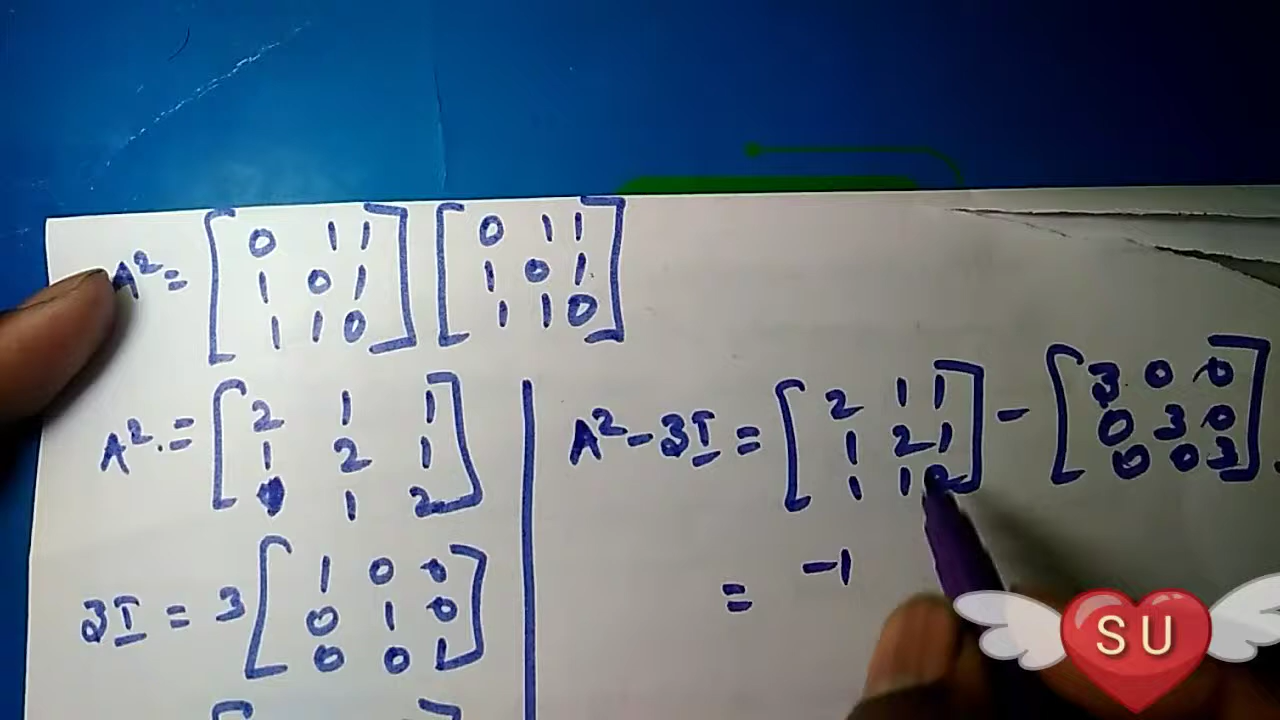 A² = [ 0 1 1 ] [ 0 1 1 ]
[ 1 0 1 ] [ 1 0 1 ]
[ 1 1 0 ] [ 1 1 0 ]
A² = [ 2 1 1 ]
[ 1 2 1 ]
[ 1 1 2 ]
3I = 3 [ 1 0 0 ]
[ 0 1 0 ]
[ 0 0 1 ]
A² - 3I = [ 2 1 1 ] - [ 3 0 0 ]
[ 1 2 1 ] [ 0 3 0 ]
[ 1 1 2 ] [ 0 0 3 ]
= -1
SU